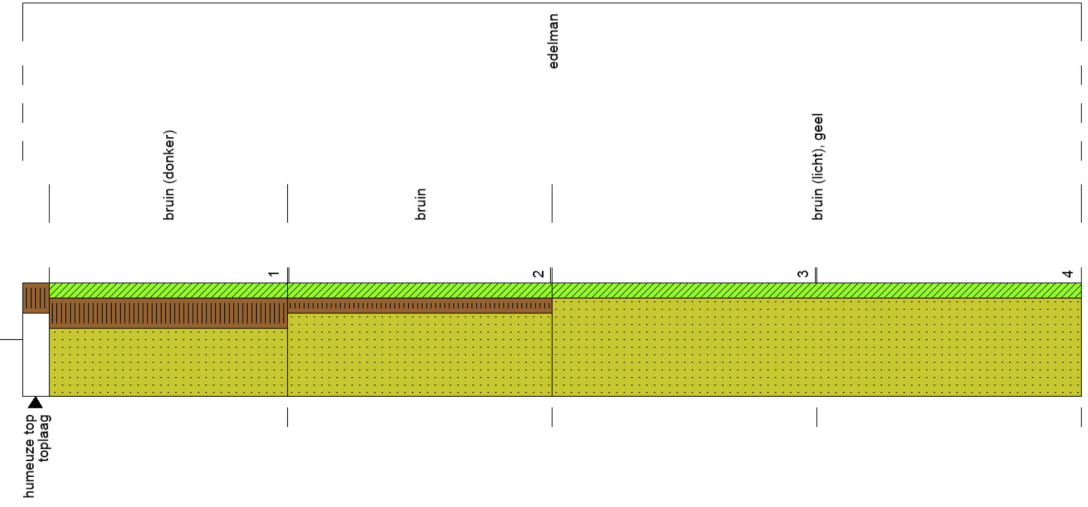 edelman
bruin (donker)
bruin
bruin (licht), geel
1
2
3
4
humeuze top
toplaag